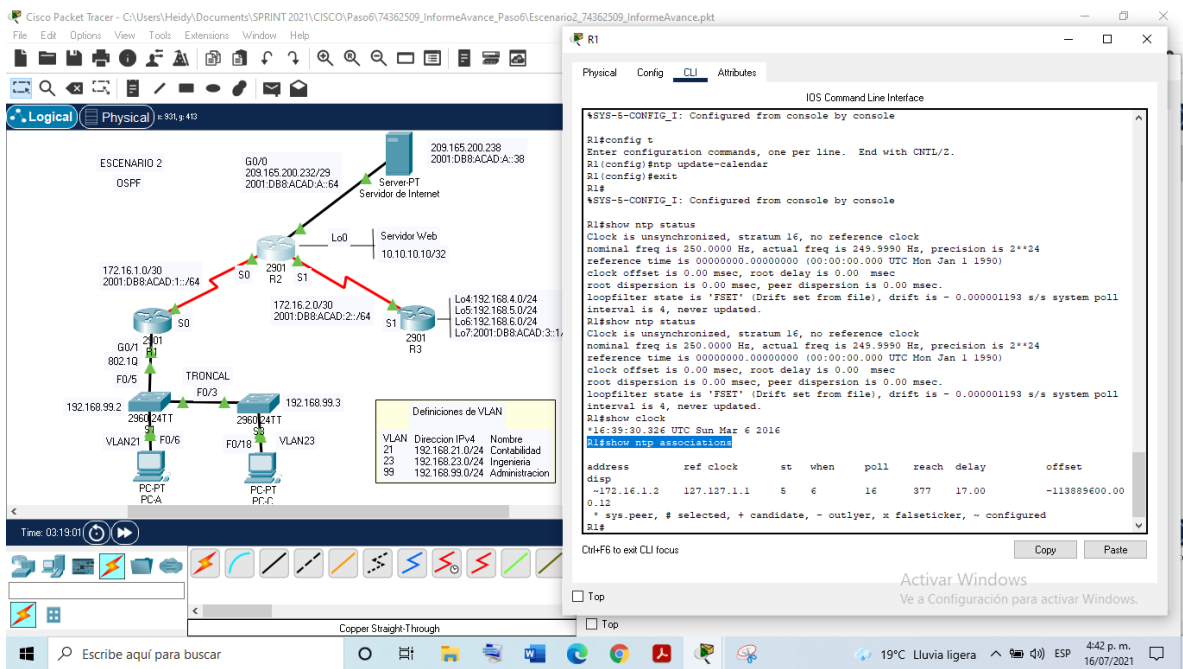 Cisco Packet Tracer - C:\Users\Heidy\Documents\SPRINT 2021\CISCO\Paso6\74362509_InformeAvance_Paso6\Escenario2_74362509_InformeAvance.pkt
File Edit Options View Tools Extensions Window Help
Logical Physical x: 931, y: 413
ESCENARIO 2
OSPF
G0/0
209.165.200.232/29
2001:DB8:ACAD:A::64
209.165.200.238
2001:DB8:ACAD:A::38
Server-PT
Servidor de Internet
Lo0
Servidor Web
10.10.10.10/32
2901
R2
S0
S1
172.16.1.0/30
2001:DB8:ACAD:1::/64
172.16.2.0/30
2001:DB8:ACAD:2::/64
S0
S1
2901
R3
Lo4:192.168.4.0/24
Lo5:192.168.5.0/24
Lo6:192.168.6.0/24
Lo7:2001:DB8:ACAD:3::1/
2901
R1
G0/1
802.1Q
F0/5
TRONCAL
F0/3
192.168.99.2
192.168.99.3
2960-24TT
S1
2960-24TT
S3
VLAN21
F0/6
F0/18
VLAN23
PC-PT
PC-A
PC-PT
PC-C
Definiciones de VLAN
VLAN Direccion IPv4 Nombre
21 192.168.21.0/24 Contabilidad
23 192.168.23.0/24 Ingenieria
99 192.168.99.0/24 Administracion
Time: 03:19:01
Copper Straight-Through
R1
Physical Config CLI Attributes
IOS Command Line Interface
%SYS-5-CONFIG_I: Configured from console by console
R1#config t
Enter configuration commands, one per line. End with CNTL/Z.
R1(config)#ntp update-calendar
R1(config)#exit
R1#
%SYS-5-CONFIG_I: Configured from console by console
R1#show ntp status
Clock is unsynchronized, stratum 16, no reference clock
nominal freq is 250.0000 Hz, actual freq is 249.9990 Hz, precision is 2**24
reference time is 00000000.00000000 (00:00:00.000 UTC Mon Jan 1 1990)
clock offset is 0.00 msec, root delay is 0.00 msec
root dispersion is 0.00 msec, peer dispersion is 0.00 msec.
loopfilter state is 'FSET' (Drift set from file), drift is - 0.000001193 s/s system poll
interval is 4, never updated.
R1#show ntp status
Clock is unsynchronized, stratum 16, no reference clock
nominal freq is 250.0000 Hz, actual freq is 249.9990 Hz, precision is 2**24
reference time is 00000000.00000000 (00:00:00.000 UTC Mon Jan 1 1990)
clock offset is 0.00 msec, root delay is 0.00 msec
root dispersion is 0.00 msec, peer dispersion is 0.00 msec.
loopfilter state is 'FSET' (Drift set from file), drift is - 0.000001193 s/s system poll
interval is 4, never updated.
R1#show clock
*16:39:30.326 UTC Sun Mar 6 2016
R1#show ntp associations
address ref clock st when poll reach delay offset
disp
~172.16.1.2 127.127.1.1 5 6 16 377 17.00 -113889600.00
0.12
* sys.peer, # selected, + candidate, - outlyer, x falseticker, ~ configured
R1#
Ctrl+F6 to exit CLI focus
Copy
Paste
Top
Top
Activar Windows
Ve a Configuración para activar Windows.
Escribe aquí para buscar
19°C Lluvia ligera
ESP
4:42 p. m.
16/07/2021